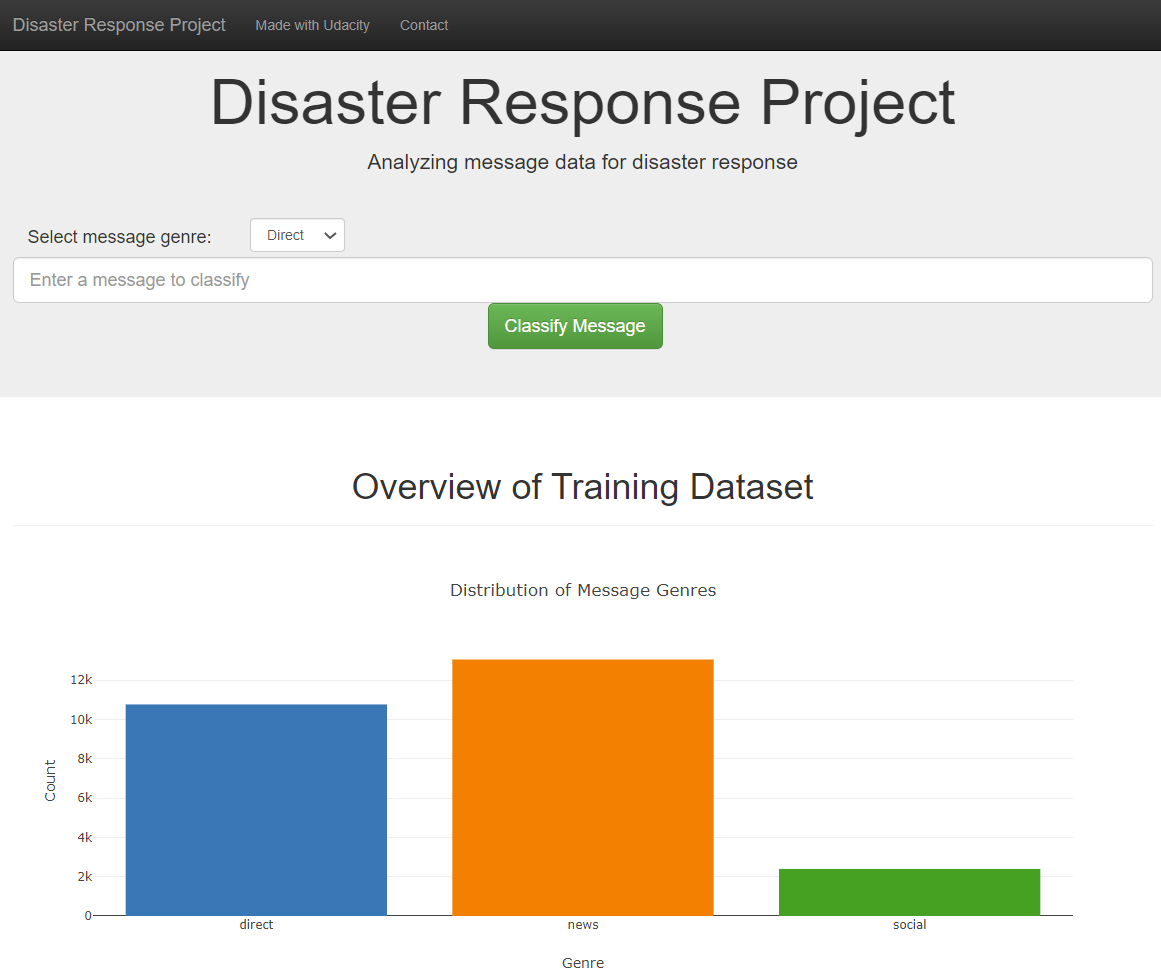 Disaster Response Project Made with Udacity Contact
Disaster Response Project
Analyzing message data for disaster response
Select message genre: Direct
Enter a message to classify
Classify Message
Overview of Training Dataset
Distribution of Message Genres
12k
10k
8k
6k
4k
2k
0
Count
direct news social
Genre